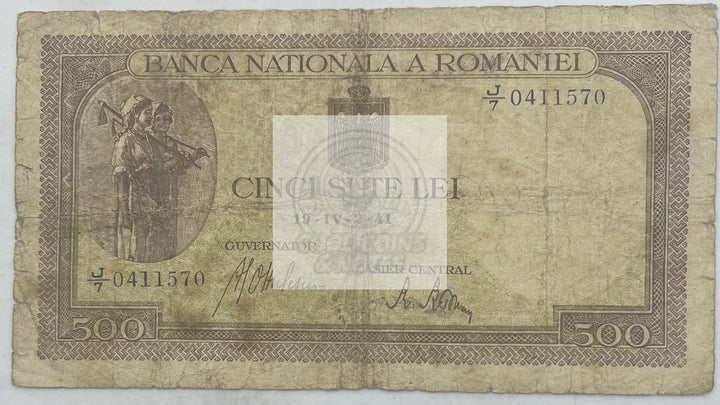 BANCA NATIONALA A ROMANIEI
J/7 0411570
CINCI SUTE LEI
19-IV-2-41
GUVERNATOR
CASIER CENTRAL
J/7 0411570
500
500